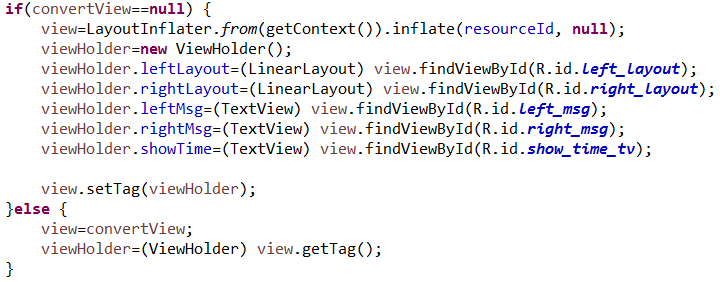 if(convertView==null) {
    view=LayoutInflater.from(getContext()).inflate(resourceId, null);
    viewHolder=new ViewHolder();
    viewHolder.leftLayout=(LinearLayout) view.findViewById(R.id.left_layout);
    viewHolder.rightLayout=(LinearLayout) view.findViewById(R.id.right_layout);
    viewHolder.leftMsg=(TextView) view.findViewById(R.id.left_msg);
    viewHolder.rightMsg=(TextView) view.findViewById(R.id.right_msg);
    viewHolder.showTime=(TextView) view.findViewById(R.id.show_time_tv);

    view.setTag(viewHolder);
}else {
    view=convertView;
    viewHolder=(ViewHolder) view.getTag();
}